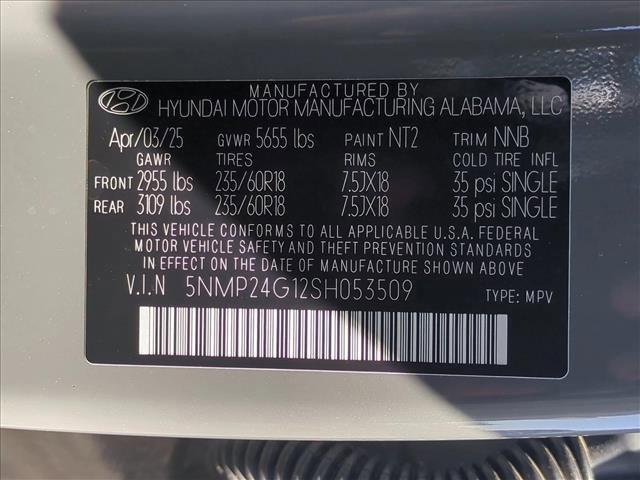 MANUFACTURED BY
HYUNDAI MOTOR MANUFACTURING ALABAMA, LLC
Apr/03/25 GVWR 5655 lbs PAINT NT2 TRIM NNB
GAWR TIRES RIMS COLD TIRE INFL
FRONT 2955 lbs 235/60R18 7.5JX18 35 psi SINGLE
REAR 3109 lbs 235/60R18 7.5JX18 35 psi SINGLE
THIS VEHICLE CONFORMS TO ALL APPLICABLE U.S.A. FEDERAL
MOTOR VEHICLE SAFETY AND THEFT PREVENTION STANDARDS
IN EFFECT ON THE DATE OF MANUFACTURE SHOWN ABOVE.
V.I.N 5NMP24G12SH053509 TYPE: MPV